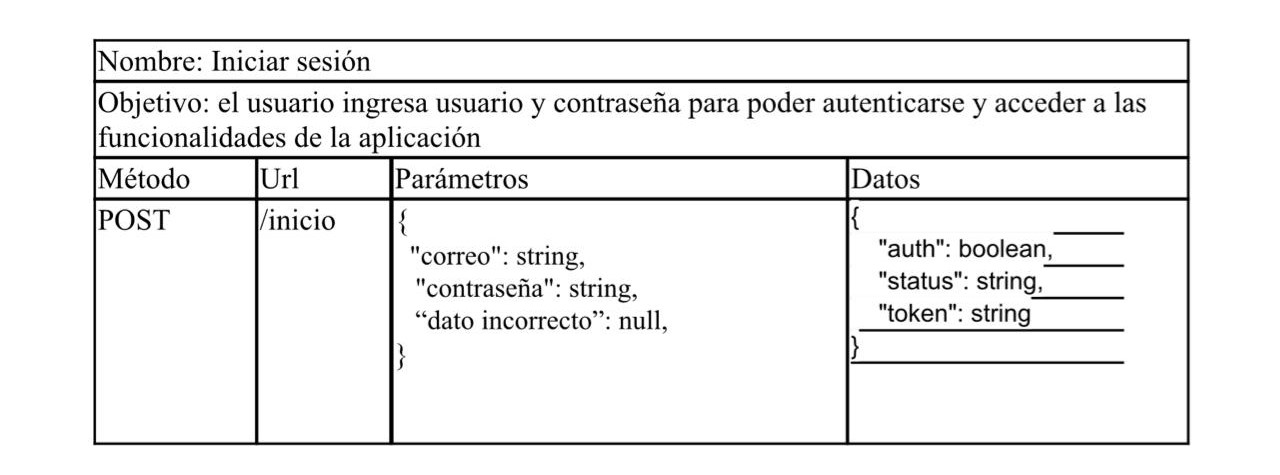 Nombre: Iniciar sesión
Objetivo: el usuario ingresa usuario y contraseña para poder autenticarse y acceder a las
funcionalidades de la aplicación
Método Url Parámetros Datos
POST /inicio { {
"correo": string, "auth": boolean,
"contraseña": string, "status": string,
“dato incorrecto”: null, "token": string
} }